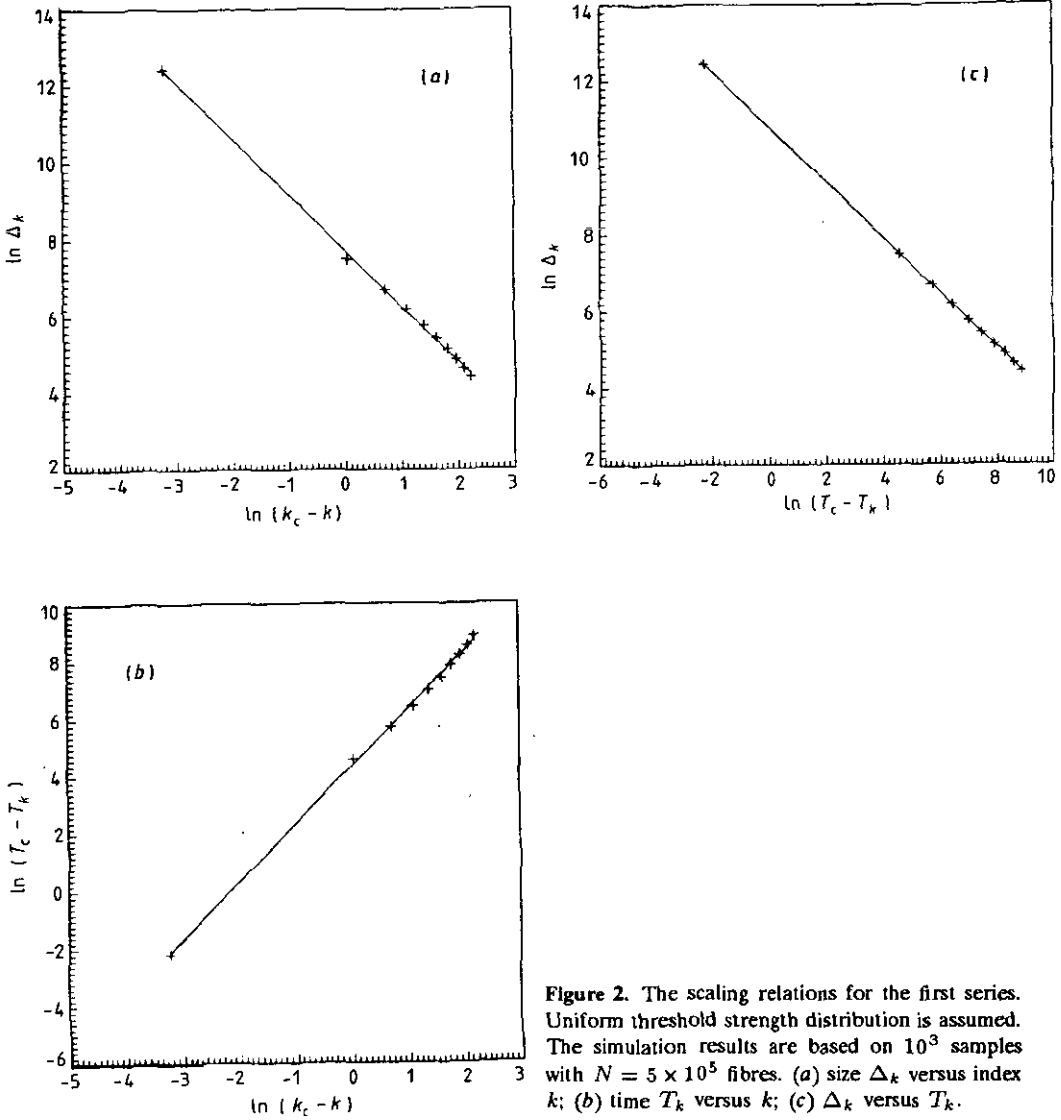 14
12
10
8
6
4
2
ln Δk
(a)
-5 -4 -3 -2 -1 0 1 2 3
ln (kc − k)
14
12
10
8
6
4
2
ln Δk
(c)
-6 -4 -2 0 2 4 6 8 10
ln (Tc − Tk)
10
8
6
4
2
0
-2
-4
-6
ln (Tc − Tk)
(b)
-5 -4 -3 -2 -1 0 1 2 3
ln (kc − k)
Figure 2. The scaling relations for the first series.
Uniform threshold strength distribution is assumed.
The simulation results are based on 10³ samples
with N = 5 × 10⁵ fibres. (a) size Δk versus index
k; (b) time Tk versus k; (c) Δk versus Tk.